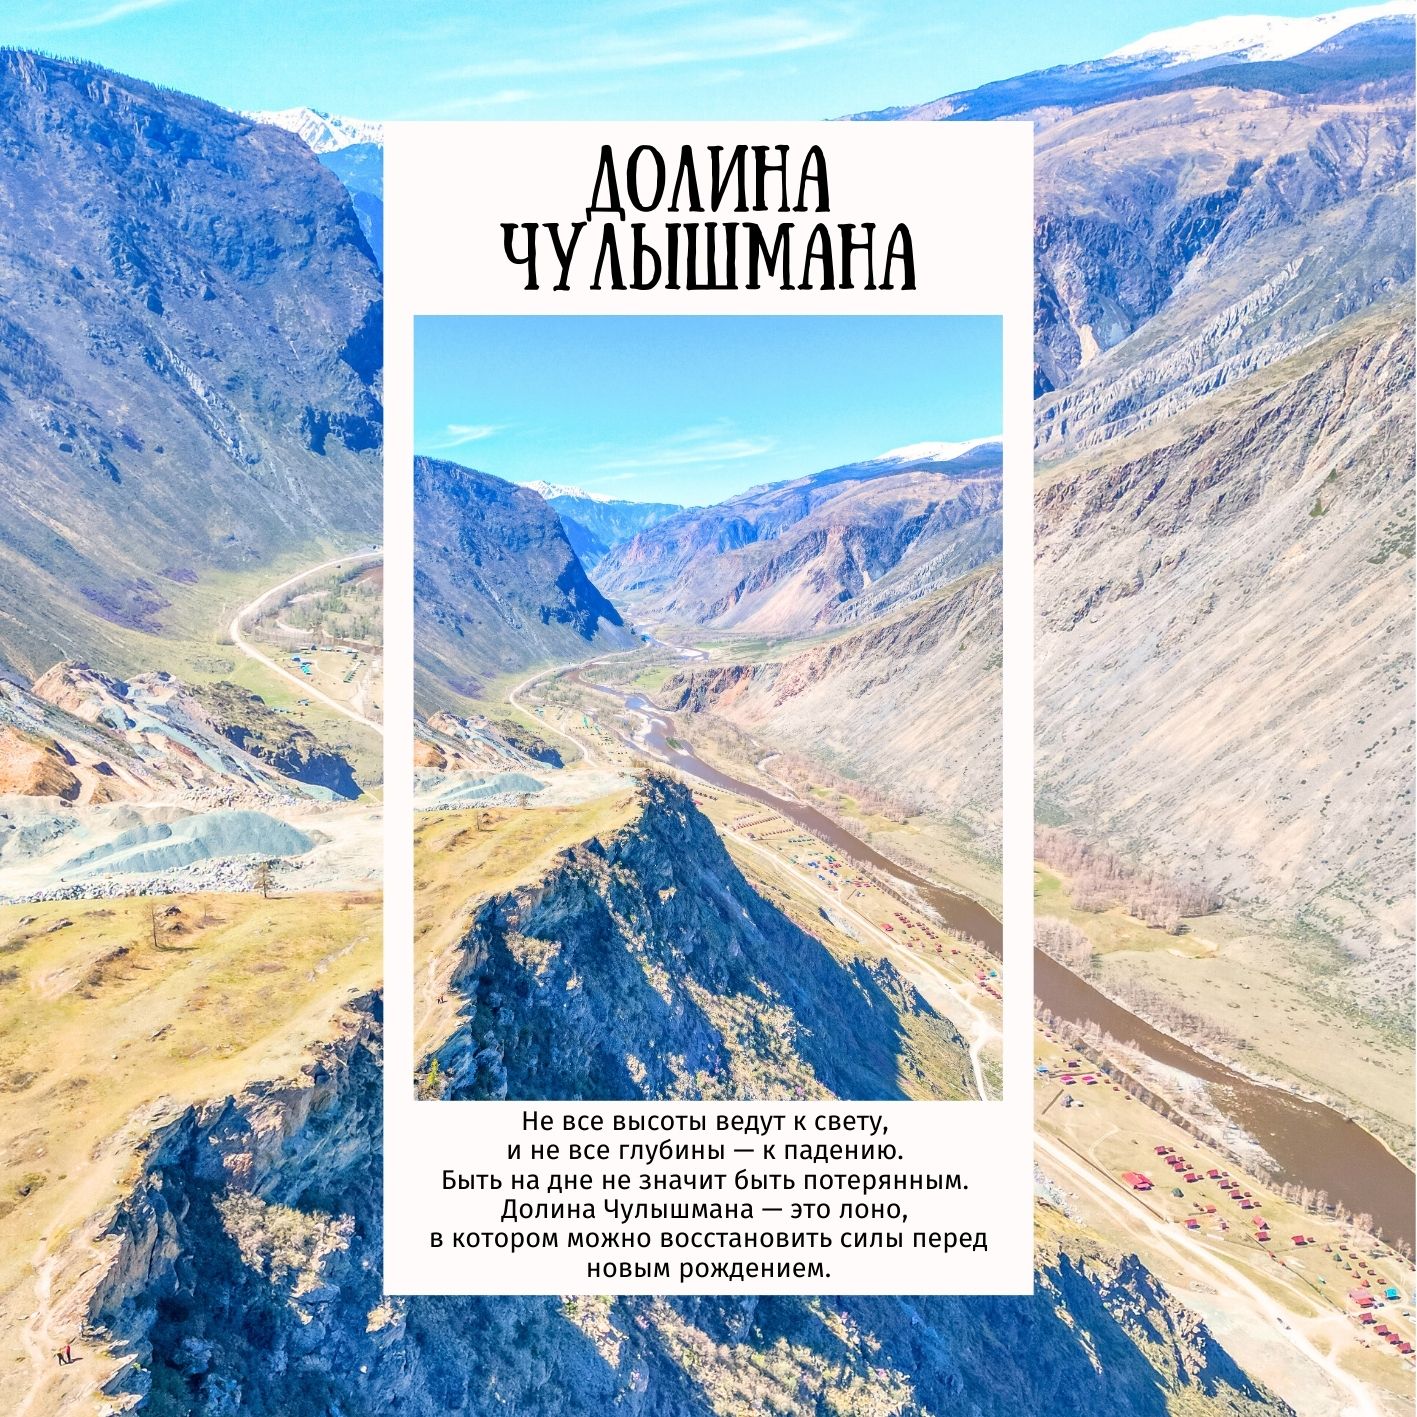 ДОЛИНА
ЧУЛЫШМАНА
Не все высоты ведут к свету,
и не все глубины — к падению.
Быть на дне не значит быть потерянным.
Долина Чулышмана — это лоно,
в котором можно восстановить силы перед
новым рождением.